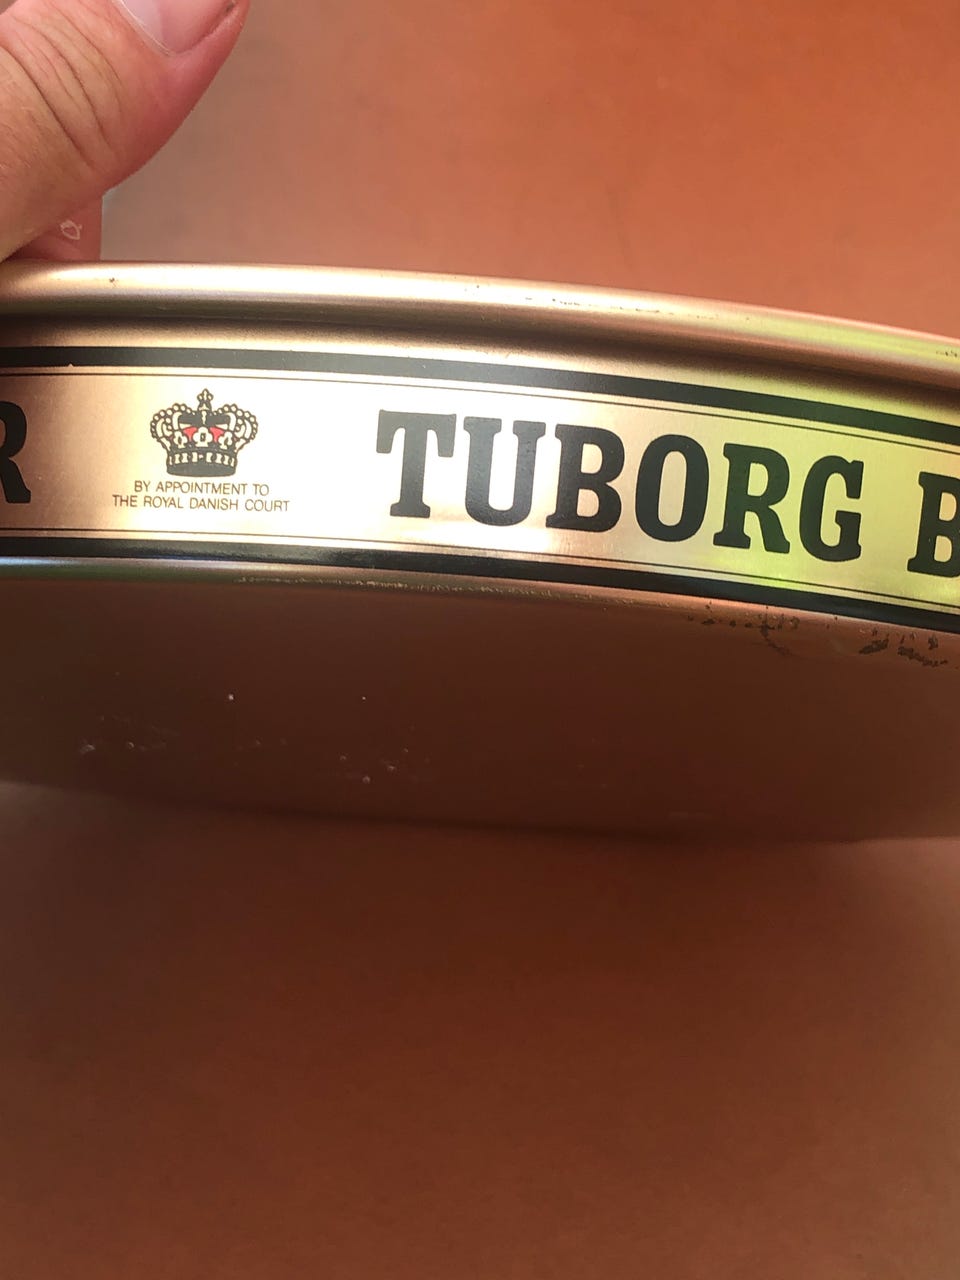 R
BY APPOINTMENT TO
THE ROYAL DANISH COURT
TUBORG B